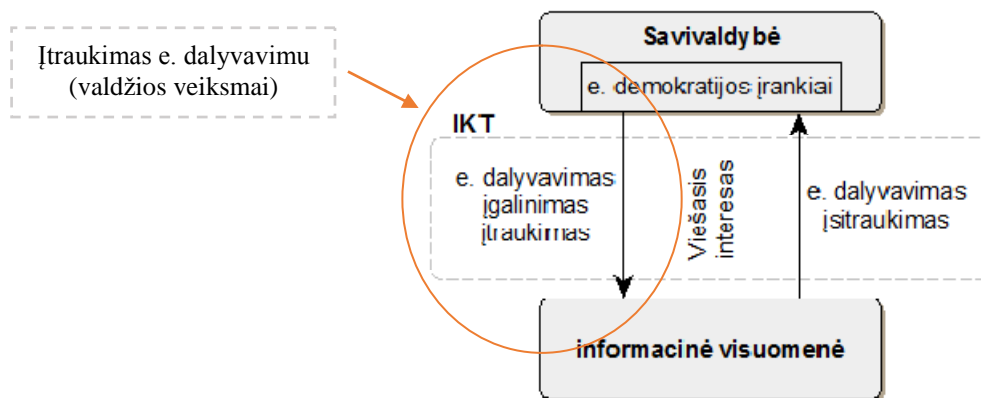 Įtraukimas e. dalyvavimu
(valdžios veiksmai)
Savivaldybė
e. demokratijos įrankiai
IKT
e. dalyvavimas
įgalinimas
įtraukimas
Viešasis
interesas
e. dalyvavimas
įsitraukimas
informacinė visuomenė